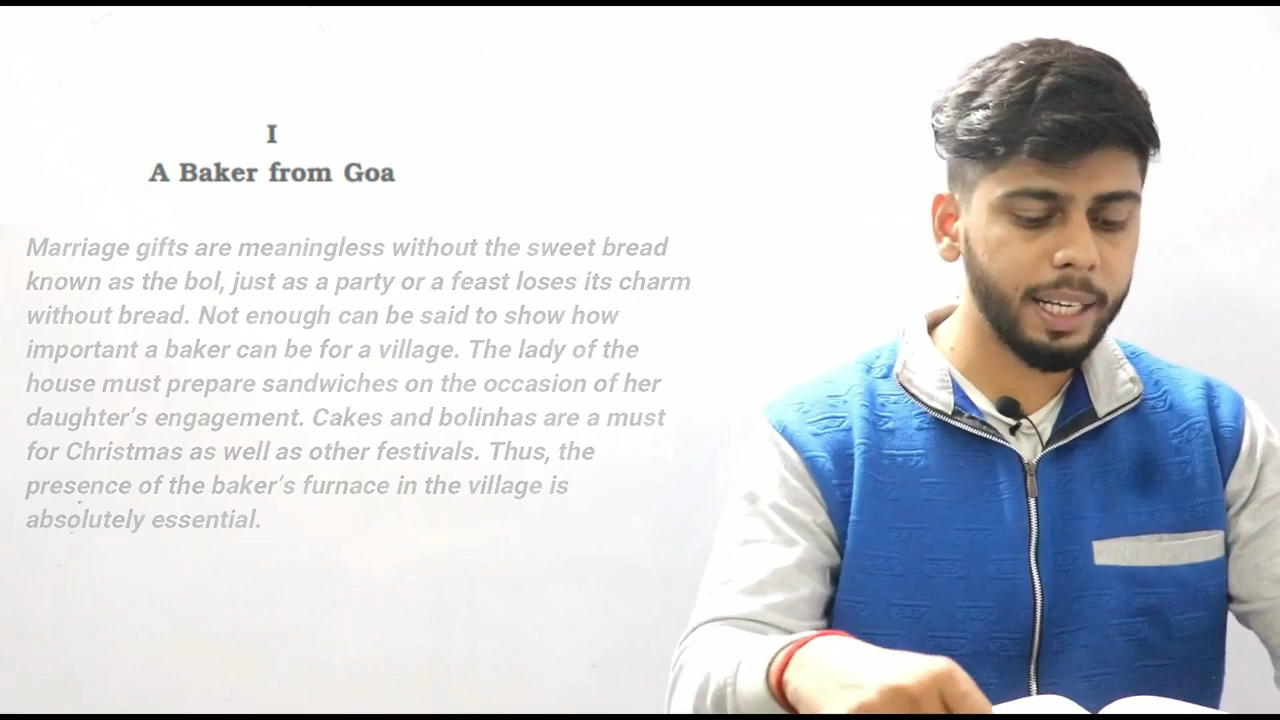 I
A Baker from Goa
Marriage gifts are meaningless without the sweet bread
known as the bol, just as a party or a feast loses its charm
without bread. Not enough can be said to show how
important a baker can be for a village. The lady of the
house must prepare sandwiches on the occasion of her
daughter’s engagement. Cakes and bolinhas are a must
for Christmas as well as other festivals. Thus, the
presence of the baker’s furnace in the village is
absolutely essential.